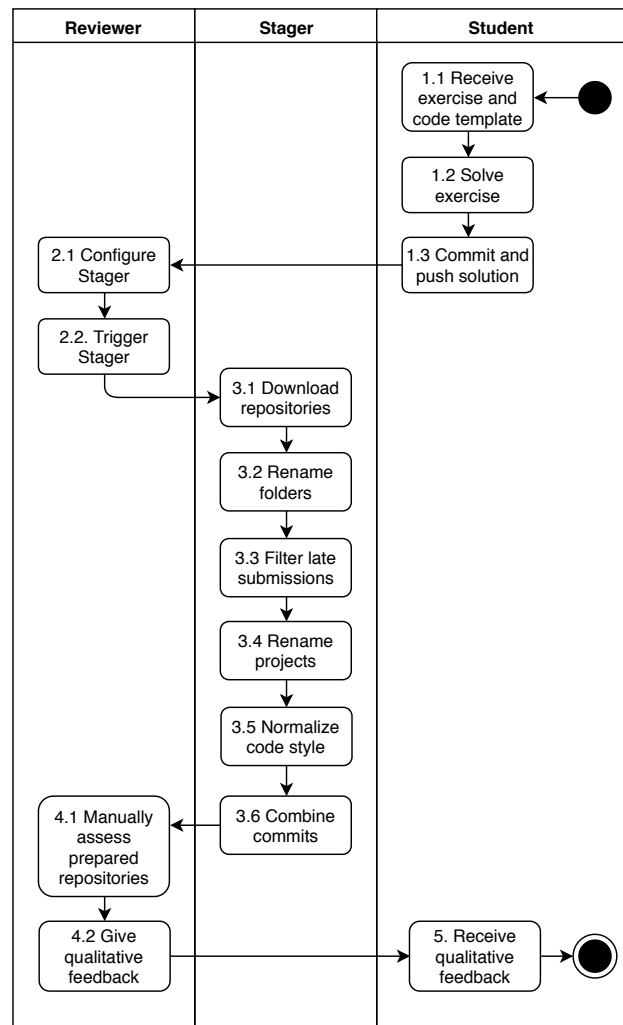 Reviewer
Stager
Student
1.1 Receive
exercise and
code template
1.2 Solve
exercise
1.3 Commit and
push solution
2.1 Configure
Stager
2.2. Trigger
Stager
3.1 Download
repositories
3.2 Rename
folders
3.3 Filter late
submissions
3.4 Rename
projects
3.5 Normalize
code style
3.6 Combine
commits
4.1 Manually
assess
prepared
repositories
4.2 Give
qualitative
feedback
5. Receive
qualitative
feedback